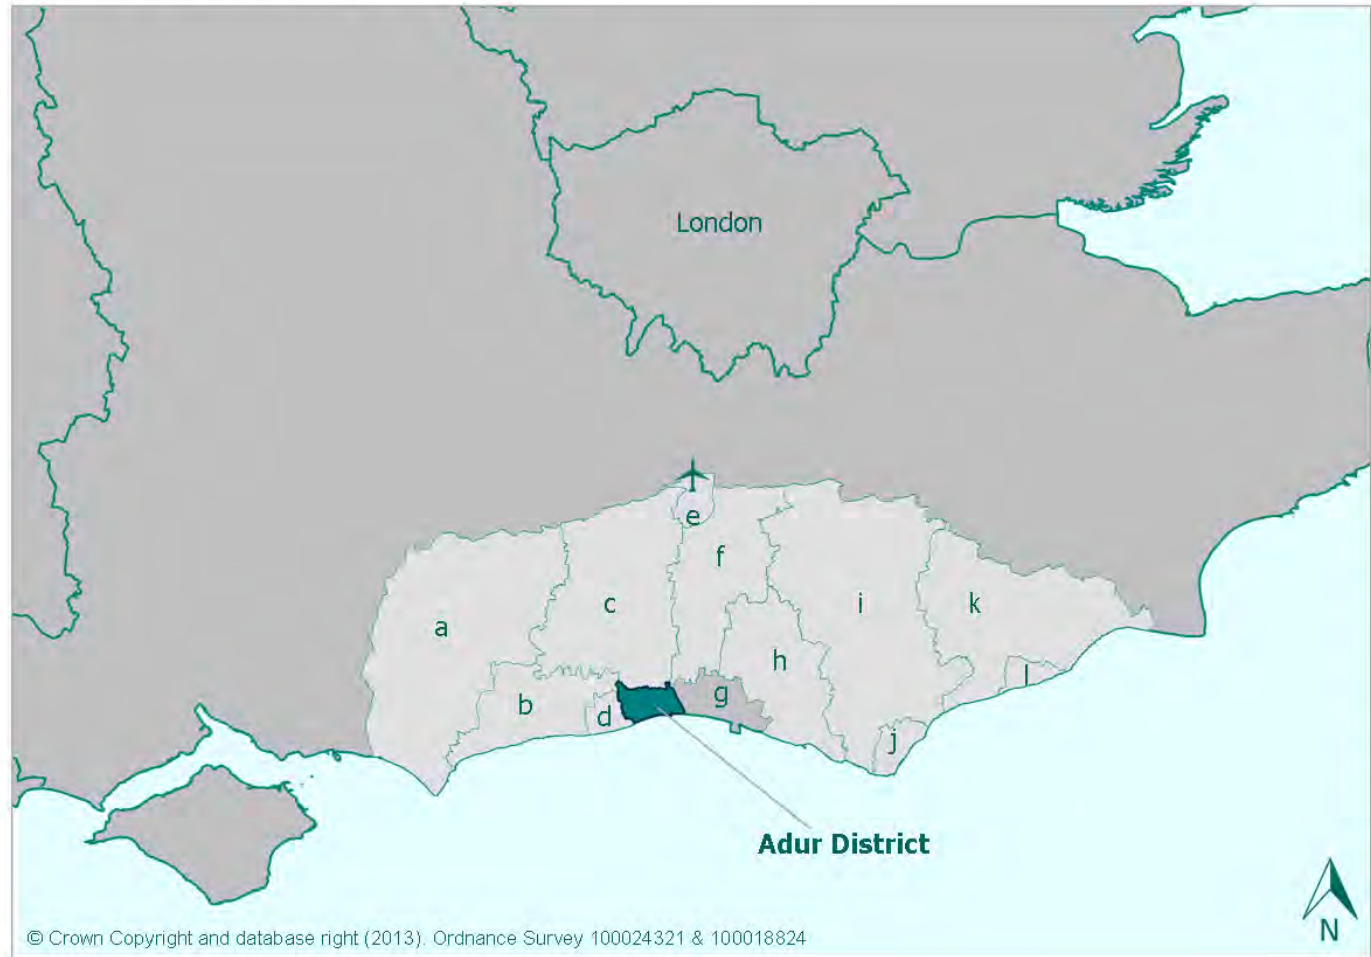 London
e
f
c
i
k
a
h
l
b
g
d
j
Adur District
N
© Crown Copyright and database right (2013). Ordnance Survey 100024321 & 100018824